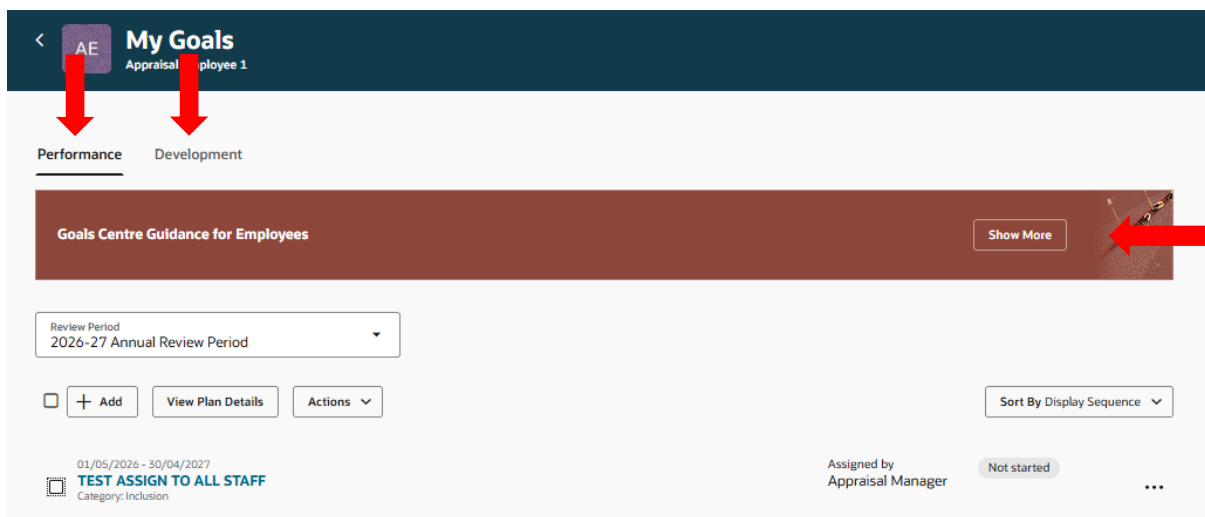 AE
My Goals
Appraisal Employee 1
Performance Development
Goals Centre Guidance for Employees
Show More
Review Period
2026-27 Annual Review Period
+ Add View Plan Details Actions
Sort By Display Sequence
01/05/2026 - 30/04/2027
TEST ASSIGN TO ALL STAFF
Category: Inclusion
Assigned by
Appraisal Manager
Not started